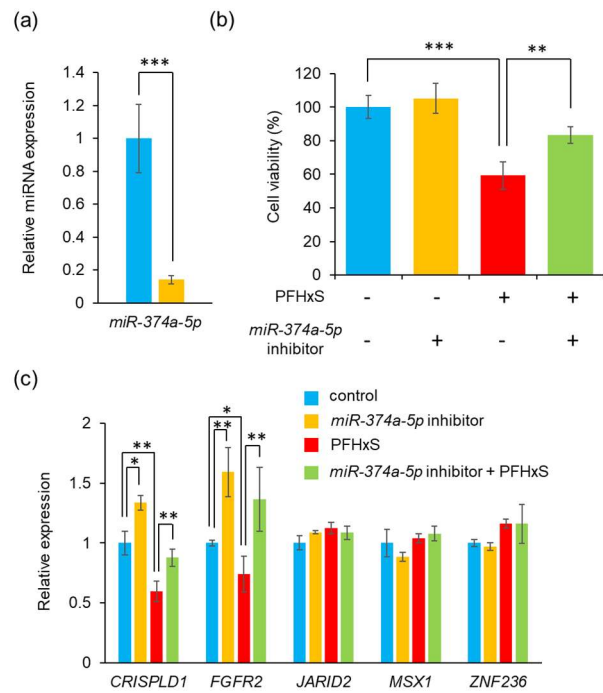 (a)
***
1.4
1.2
1
0.8
0.6
0.4
0.2
0
Relative miRNA expression
miR-374a-5p
(b)
*** **
120
100
80
60
40
20
0
Cell viability (%)
PFHxS - - + +
miR-374a-5p
inhibitor - + - +
(c)
control
miR-374a-5p inhibitor
PFHxS
miR-374a-5p inhibitor + PFHxS
2
1.5
1
0.5
0
Relative expression
**
*
**
*
**
**
CRISPLD1 FGFR2 JARID2 MSX1 ZNF236